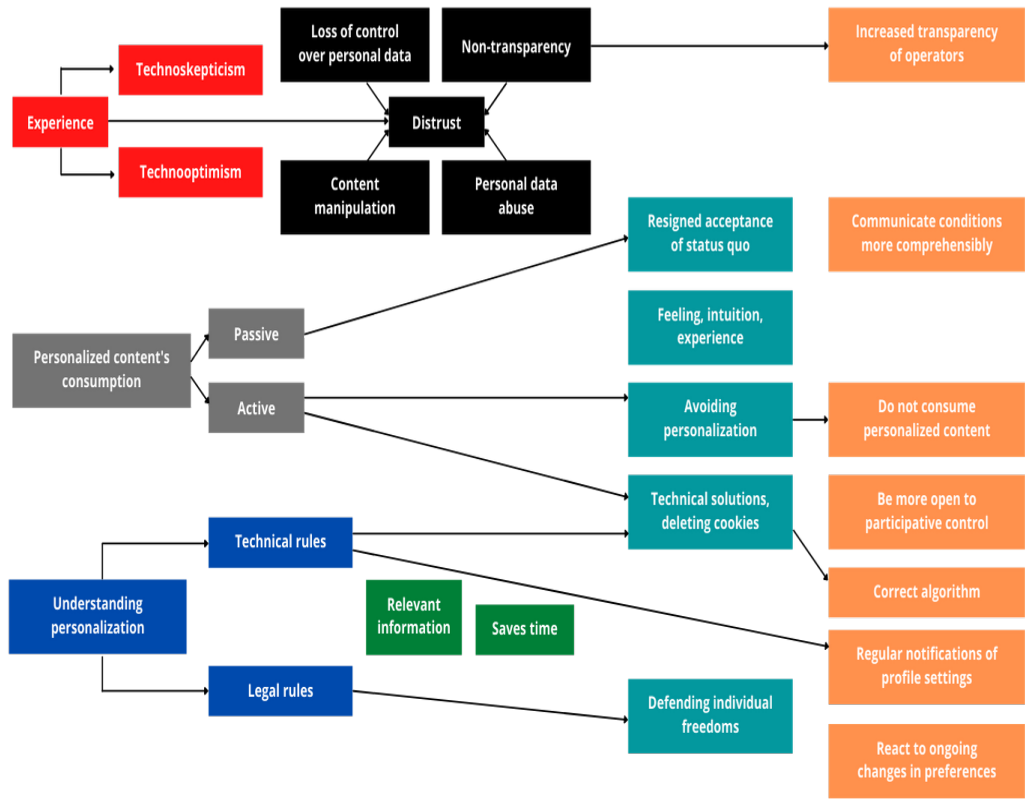 Loss of control
over personal data
Non-transparency
Increased transparency
of operators
Technoskepticism
Experience
Distrust
Technooptimism
Content
manipulation
Personal data
abuse
Resigned acceptance
of status quo
Communicate conditions
more comprehensibly
Feeling, intuition,
experience
Passive
Personalized content's
consumption
Active
Avoiding
personalization
Do not consume
personalized content
Technical solutions,
deleting cookies
Be more open to
participative control
Technical rules
Correct algorithm
Understanding
personalization
Relevant
information
Saves time
Regular notifications of
profile settings
Legal rules
Defending individual
freedoms
React to ongoing
changes in preferences